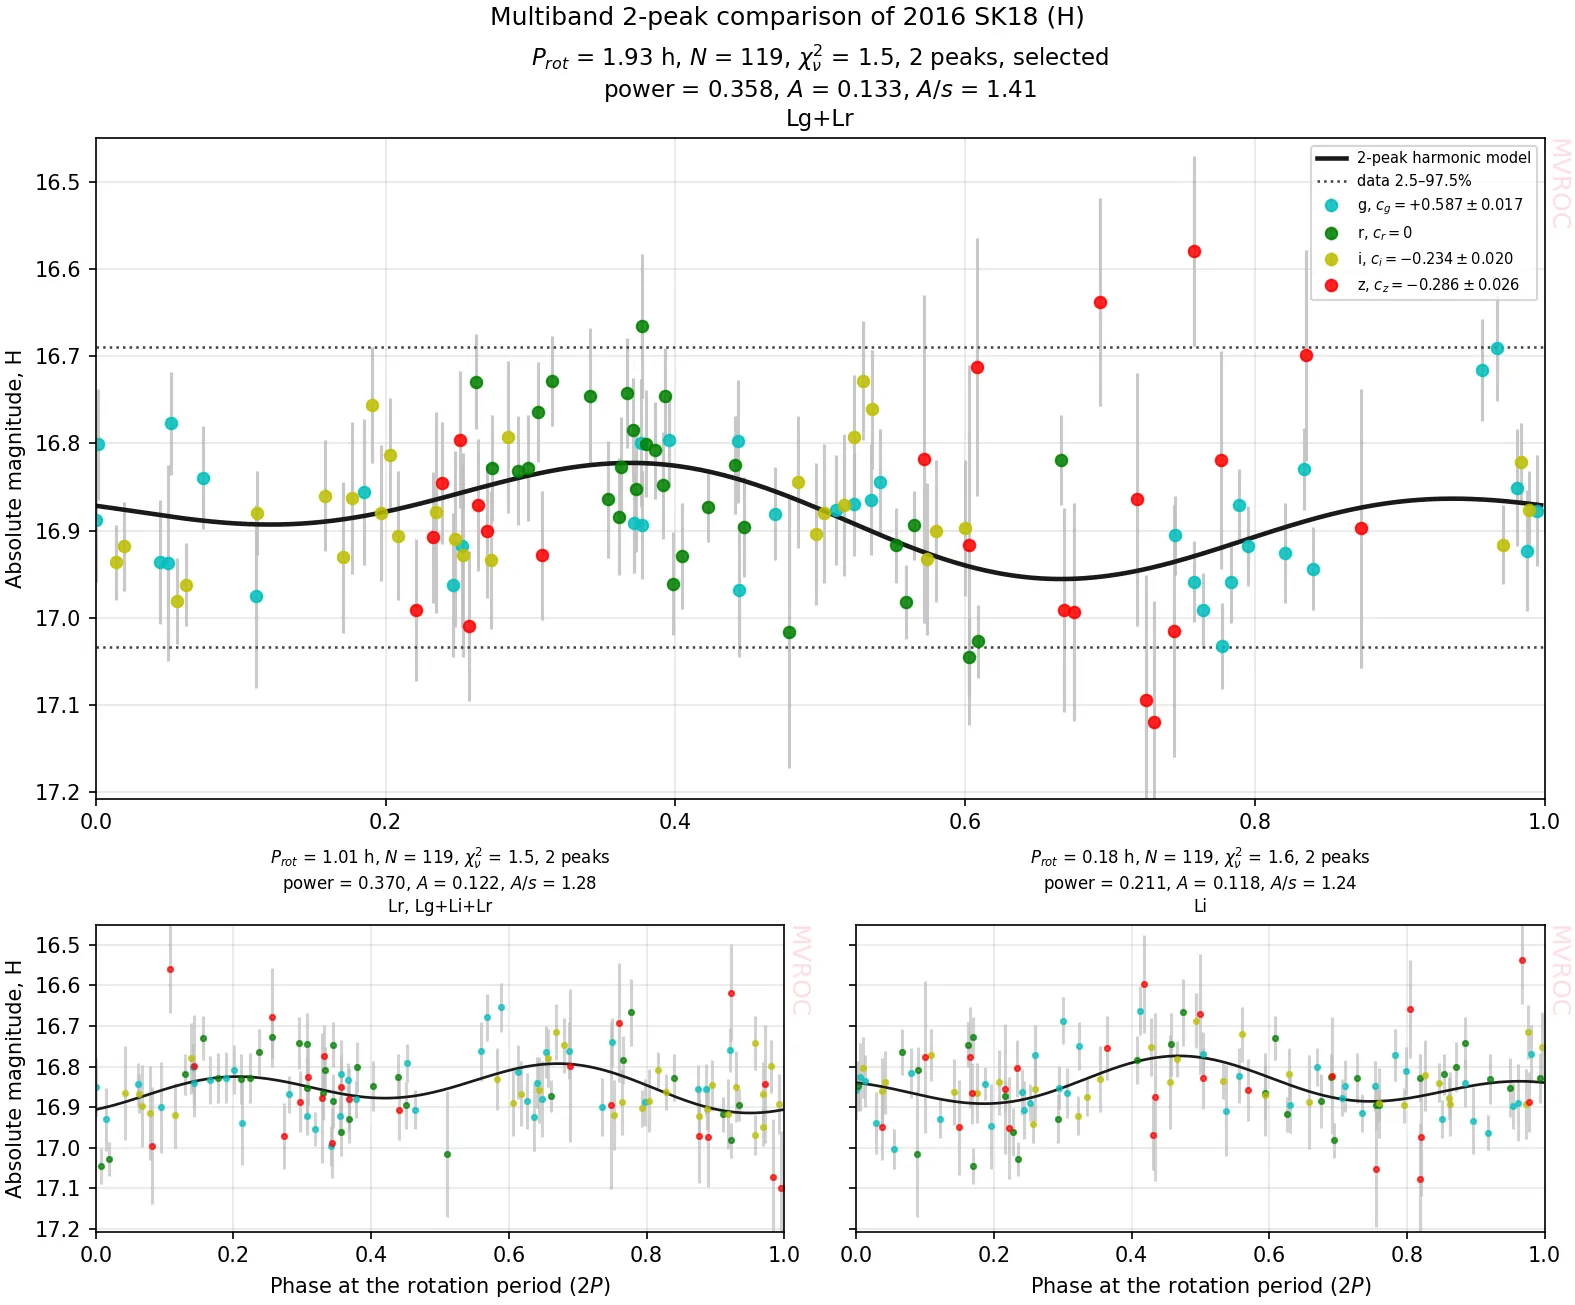 Multiband 2-peak comparison of 2016 SK18 (H)
P_rot = 1.93 h, N = 119, χ²_ν = 1.5, 2 peaks, selected
power = 0.358, A = 0.133, A/s = 1.41
Lg+Lr
2-peak harmonic model
data 2.5–97.5%
g, c_g = +0.587 ± 0.017
r, c_r = 0
i, c_i = −0.234 ± 0.020
z, c_z = −0.286 ± 0.026
MVROC
Absolute magnitude, H
16.5
16.6
16.7
16.8
16.9
17.0
17.1
17.2
0.0 0.2 0.4 0.6 0.8 1.0
P_rot = 1.01 h, N = 119, χ²_ν = 1.5, 2 peaks
power = 0.370, A = 0.122, A/s = 1.28
Lr, Lg+Li+Lr
MVROC
Absolute magnitude, H
16.5
16.6
16.7
16.8
16.9
17.0
17.1
17.2
0.0 0.2 0.4 0.6 0.8 1.0
Phase at the rotation period (2P)
P_rot = 0.18 h, N = 119, χ²_ν = 1.6, 2 peaks
power = 0.211, A = 0.118, A/s = 1.24
Li
MVROC
0.0 0.2 0.4 0.6 0.8 1.0
Phase at the rotation period (2P)